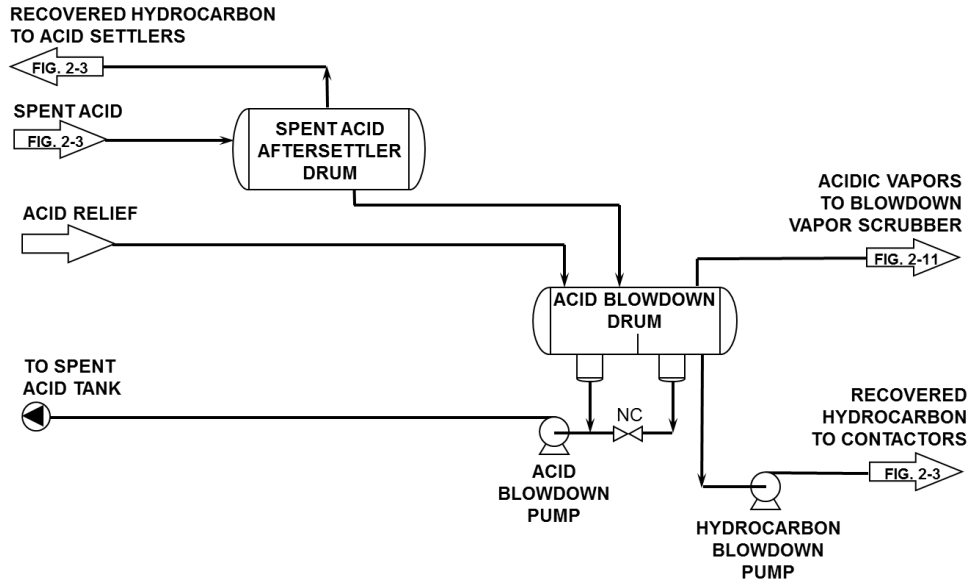 RECOVERED HYDROCARBON
TO ACID SETTLERS
FIG. 2-3
SPENT ACID
FIG. 2-3
SPENT ACID
AFTERSETTLER
DRUM
ACID RELIEF
ACIDIC VAPORS
TO BLOWDOWN
VAPOR SCRUBBER
FIG. 2-11
ACID BLOWDOWN
DRUM
TO SPENT
ACID TANK
NC
ACID
BLOWDOWN
PUMP
RECOVERED
HYDROCARBON
TO CONTACTORS
FIG. 2-3
HYDROCARBON
BLOWDOWN
PUMP